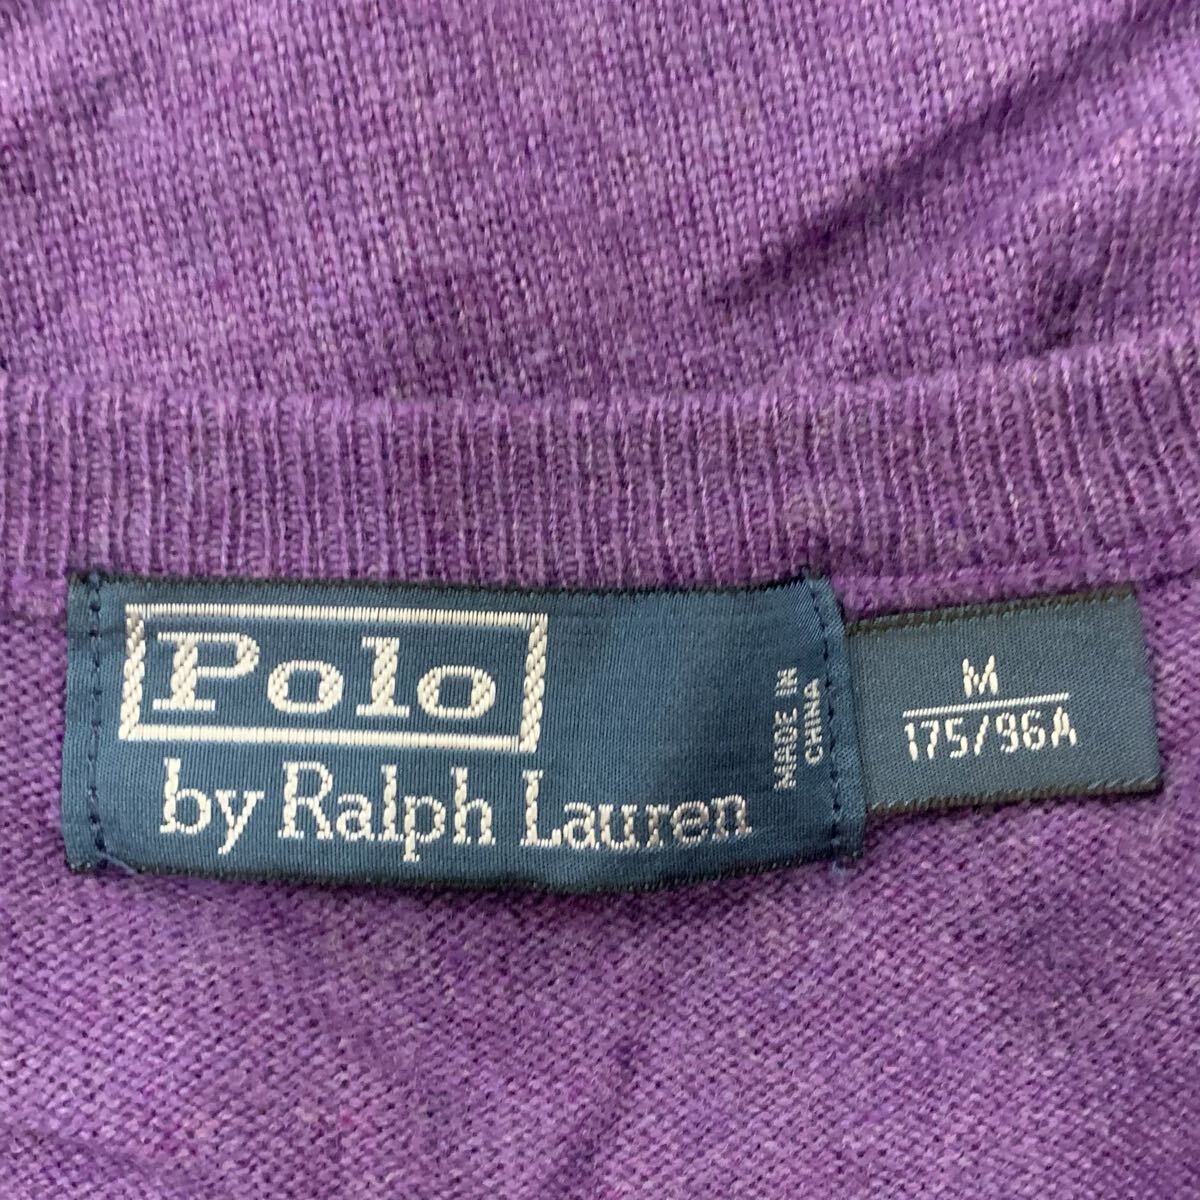 Polo
by Ralph Lauren
MADE IN
CHINA
M
175/96A